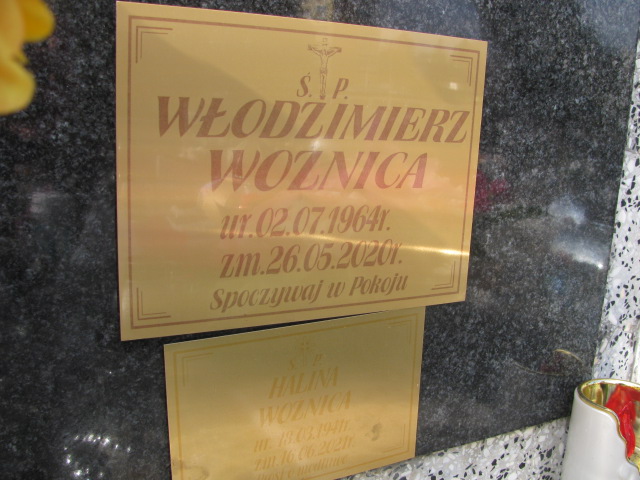 Ś. P.
WŁODZIMIERZ
WOZNICA
ur.02.07.1964r.
zm.26.05.2020r.
Spoczywaj w Pokoju
Ś. P.
HALINA
WOZNICA